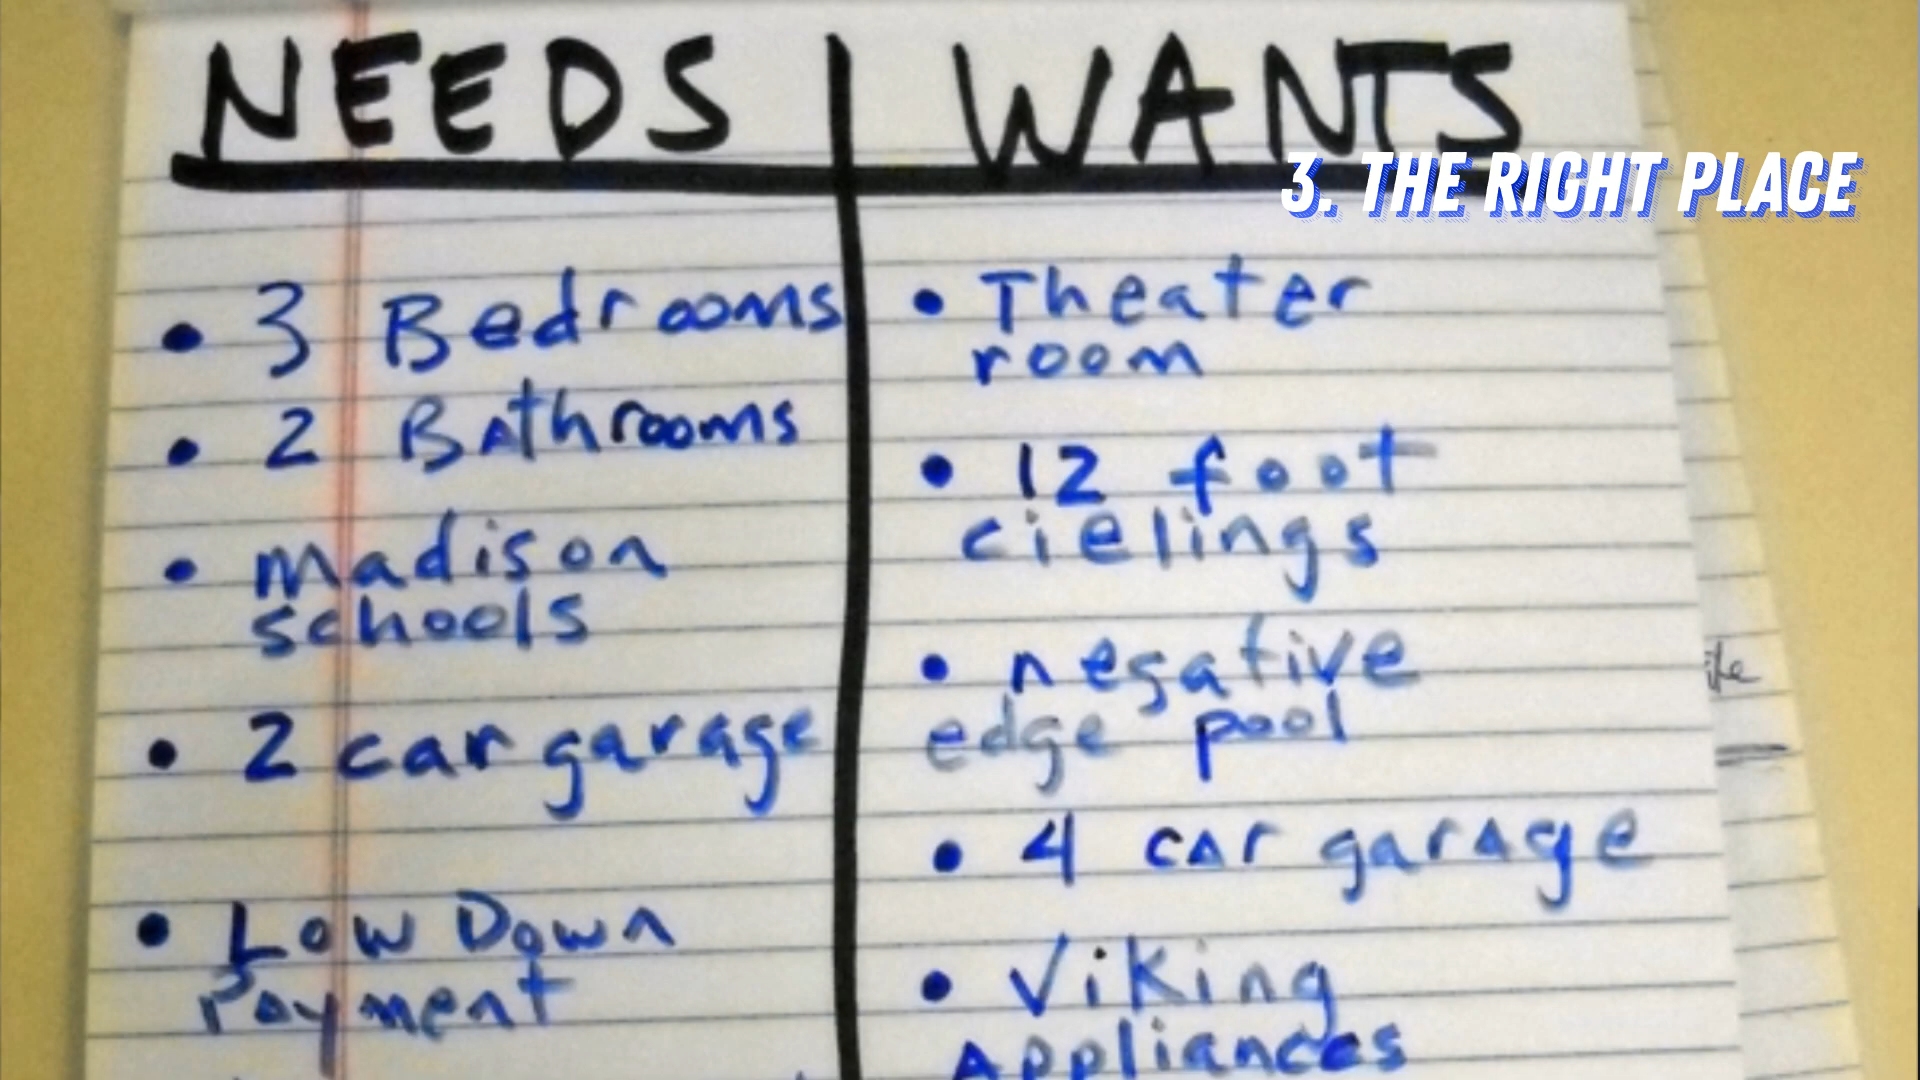 NEEDS | WANTS
3. THE RIGHT PLACE
• 3 Bedrooms
• 2 Bathrooms
• madison
schools
• 2 car garage
• Low Down
Payment
• Theater
room
• 12 foot
cielings
• negative
edge pool
• 4 car garage
• Viking
Appliances